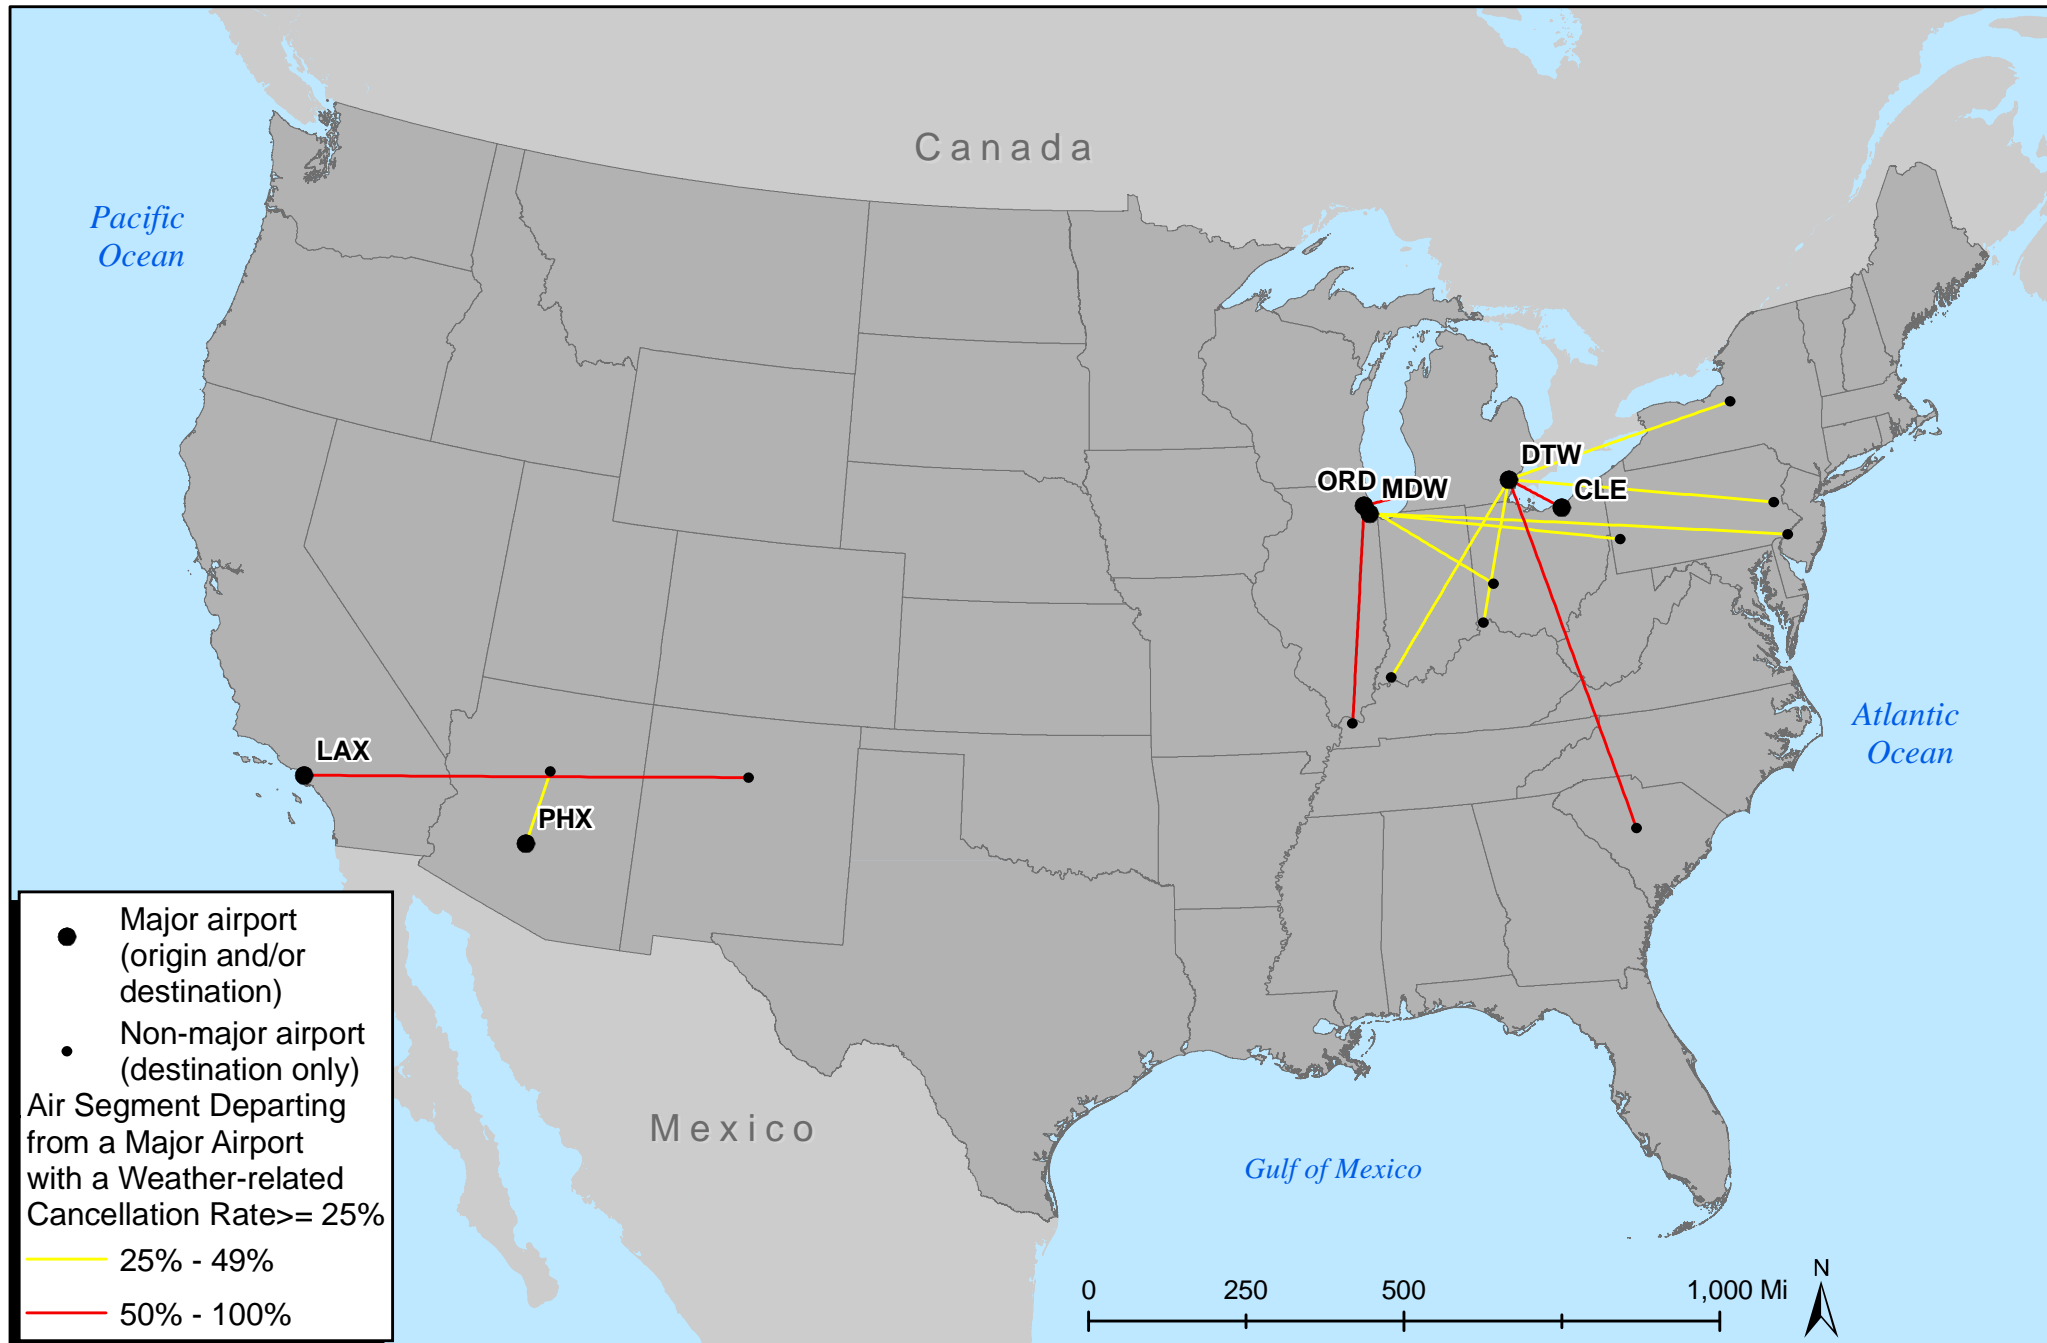 Canada
Pacific
Ocean
DTW
ORD
MDW
CLE
Atlantic
Ocean
LAX
PHX
Major airport
(origin and/or
destination)
Non-major airport
(destination only)
Air Segment Departing
from a Major Airport
with a Weather-related
Cancellation Rate>= 25%
25% - 49%
50% - 100%
Mexico
Gulf of Mexico
0 250 500 1,000 Mi
N